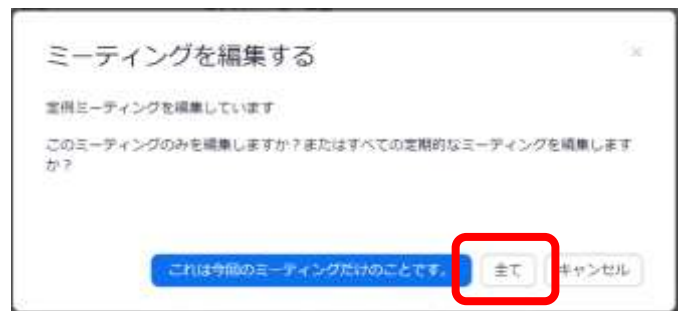 ミーティングを編集する
×
定例ミーティングを編集しています
このミーティングのみを編集しますか？またはすべての定期的なミーティングを編集します
か？
これは今回のミーティングだけのことです。
全て
キャンセル